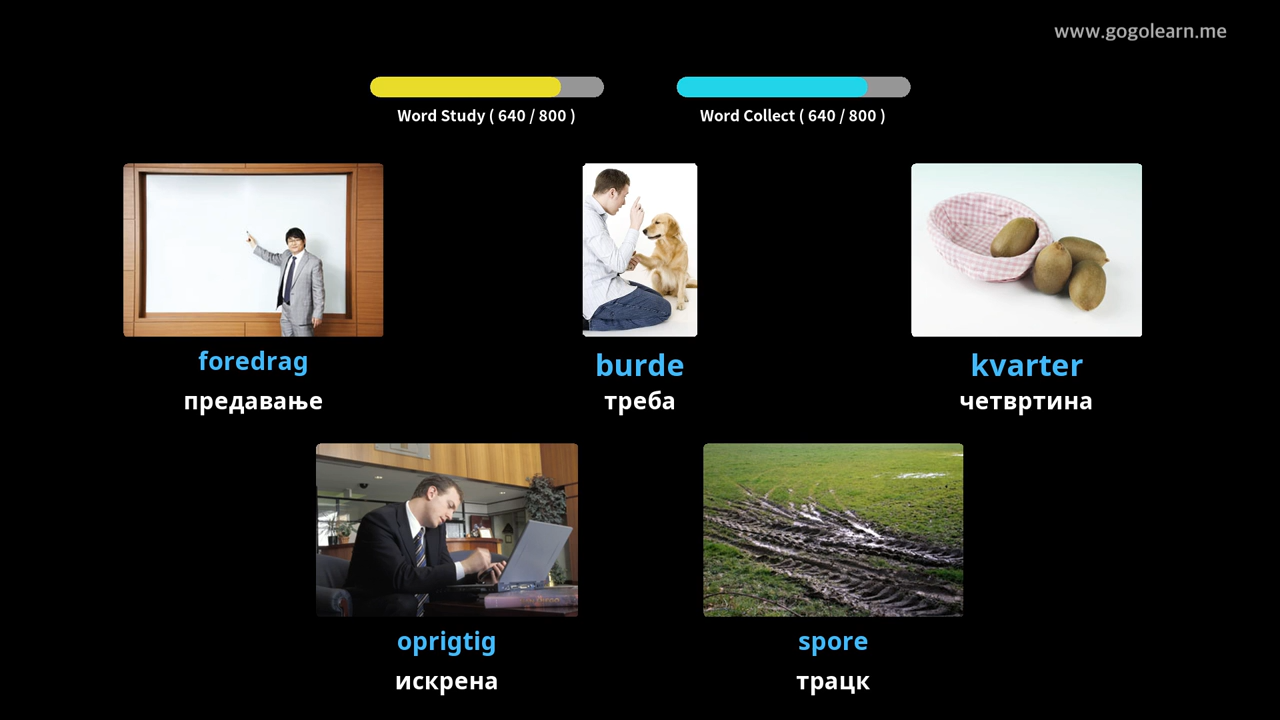 www.gogolearn.me
Word Study ( 640 / 800 )
Word Collect ( 640 / 800 )
foredrag
предавање
burde
треба
kvarter
четвртина
oprigtig
искрена
spore
трацк